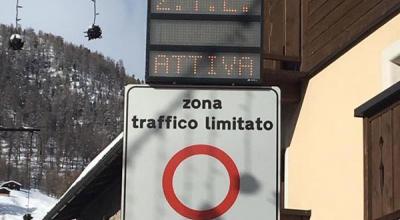 Z.T.L.
ATTIVA
zona
traffico limitato